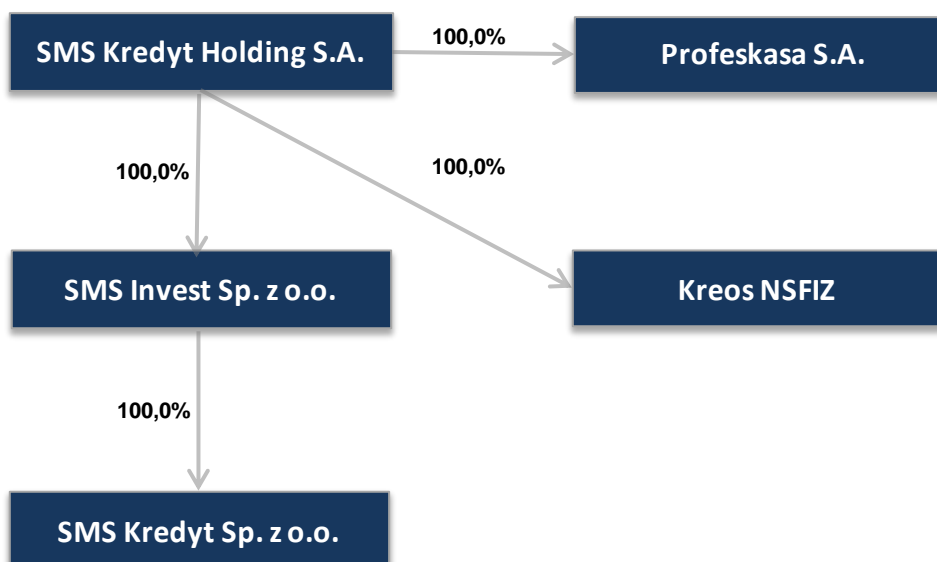 SMS Kredyt Holding S.A.
100,0%
Profeskasa S.A.
100,0%
100,0%
SMS Invest Sp. z o.o.
Kreos NSFIZ
100,0%
SMS Kredyt Sp. z o.o.